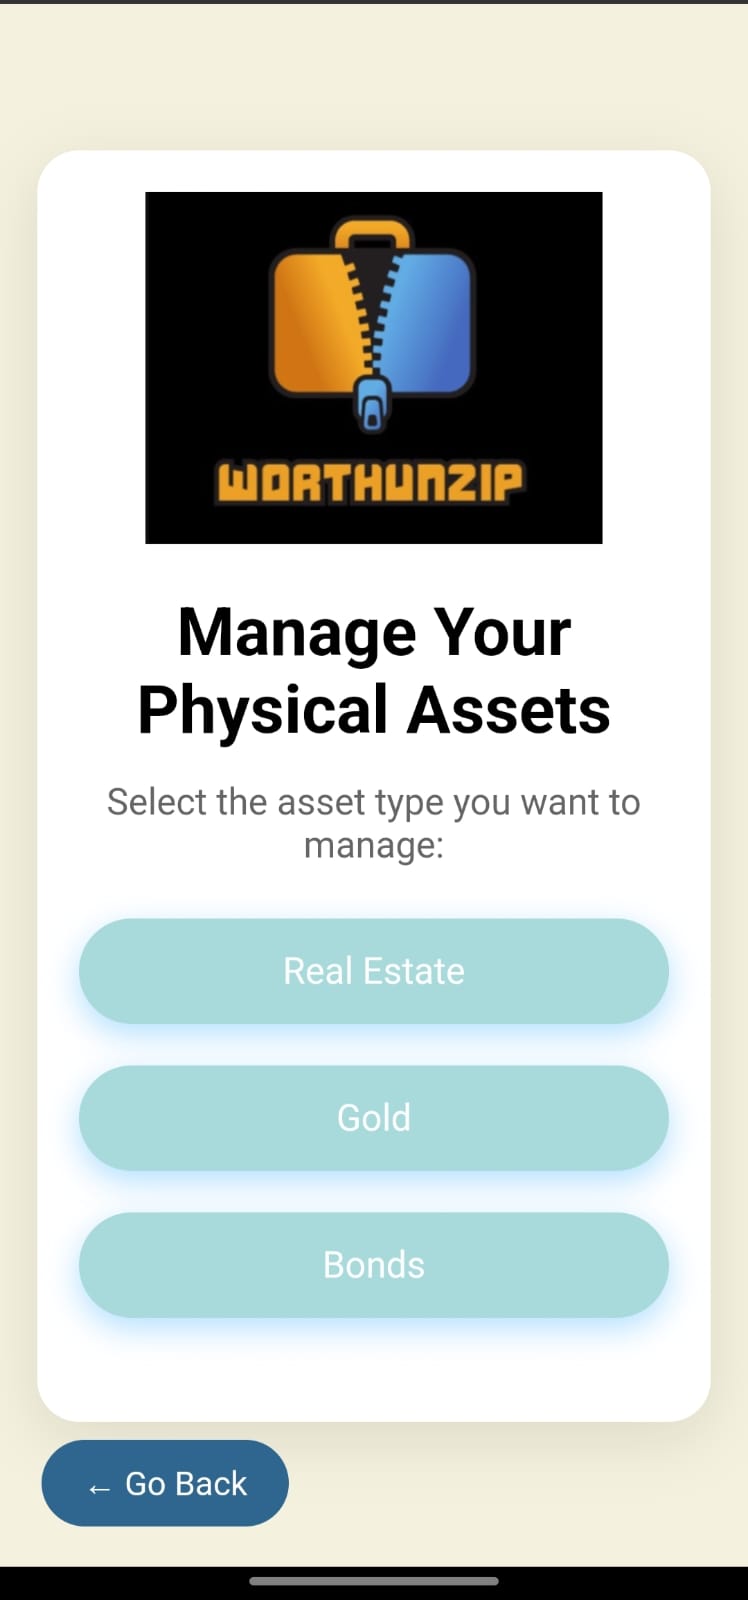 WORTHUNZIP
Manage Your
Physical Assets
Select the asset type you want to
manage:
Real Estate
Gold
Bonds
← Go Back